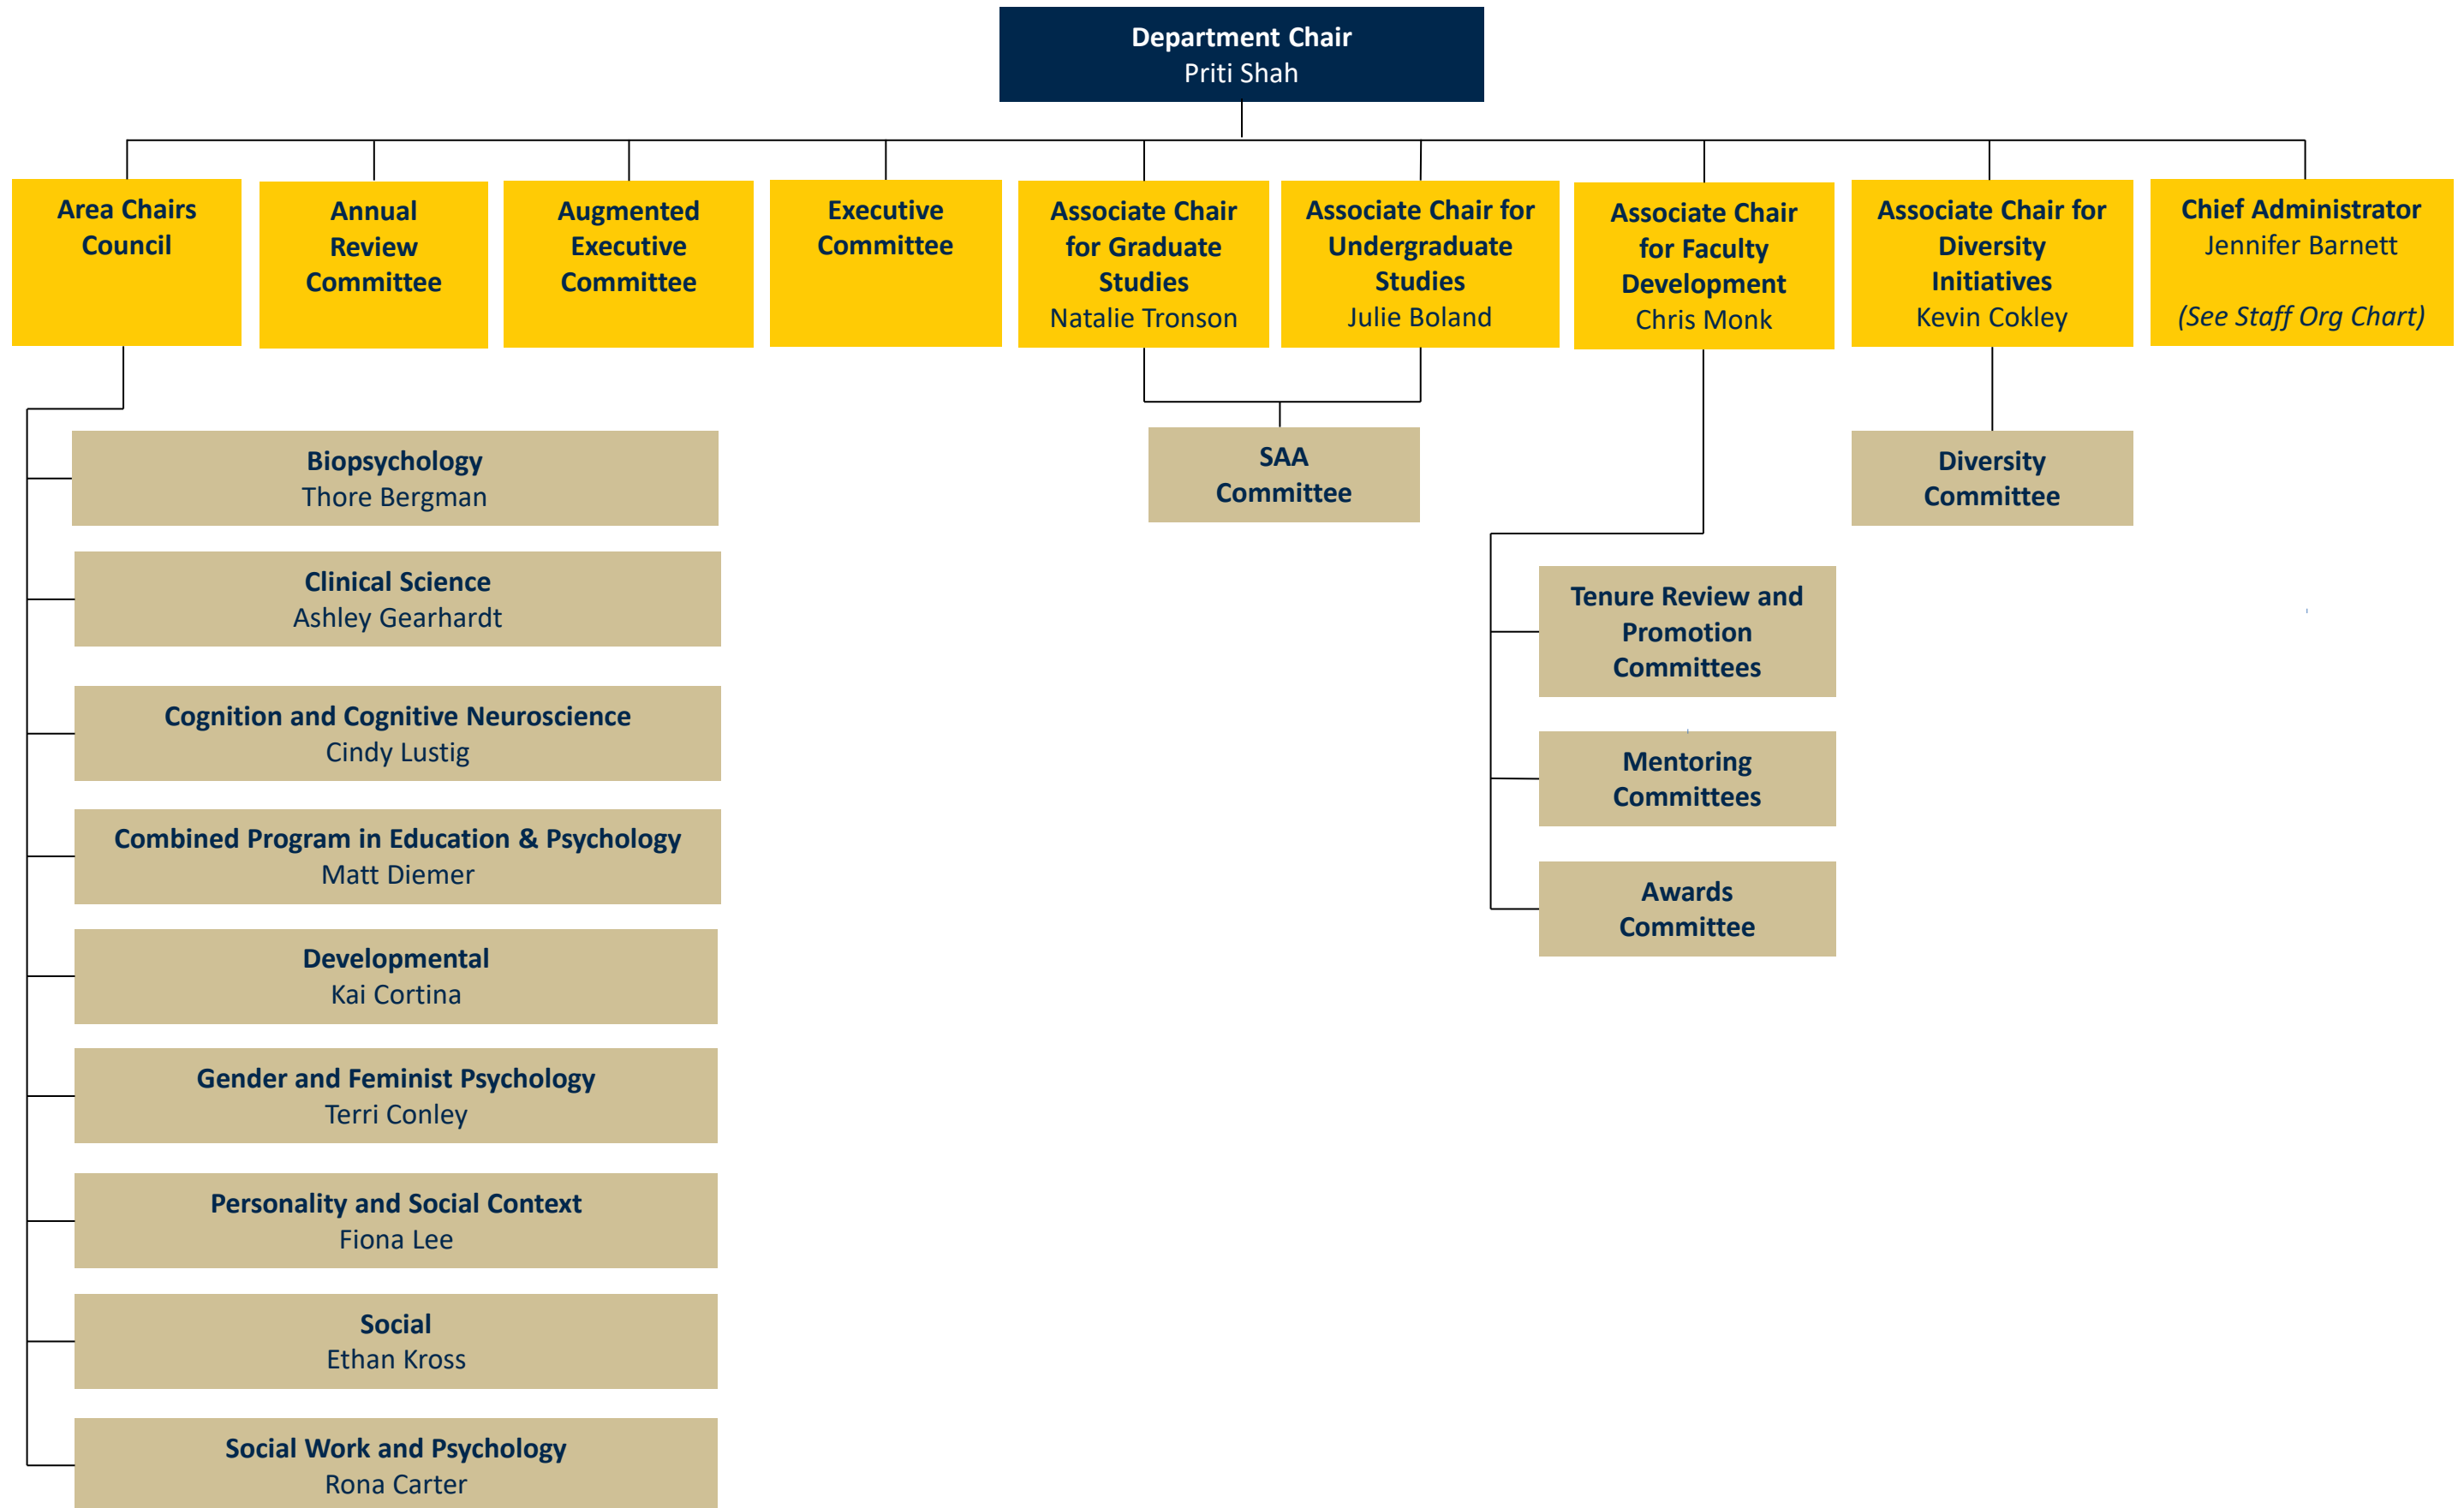 Department Chair
Priti Shah
Area Chairs
Council
Annual
Review
Committee
Augmented
Executive
Committee
Executive
Committee
Associate Chair
for Graduate
Studies
Natalie Tronson
Associate Chair for
Undergraduate
Studies
Julie Boland
Associate Chair
for Faculty
Development
Chris Monk
Associate Chair for
Diversity
Initiatives
Kevin Cokley
Chief Administrator
Jennifer Barnett
(See Staff Org Chart)
Biopsychology
Thore Bergman
Clinical Science
Ashley Gearhardt
Cognition and Cognitive Neuroscience
Cindy Lustig
Combined Program in Education & Psychology
Matt Diemer
Developmental
Kai Cortina
Gender and Feminist Psychology
Terri Conley
Personality and Social Context
Fiona Lee
Social
Ethan Kross
Social Work and Psychology
Rona Carter
SAA
Committee
Tenure Review and
Promotion
Committees
Mentoring
Committees
Awards
Committee
Diversity
Committee